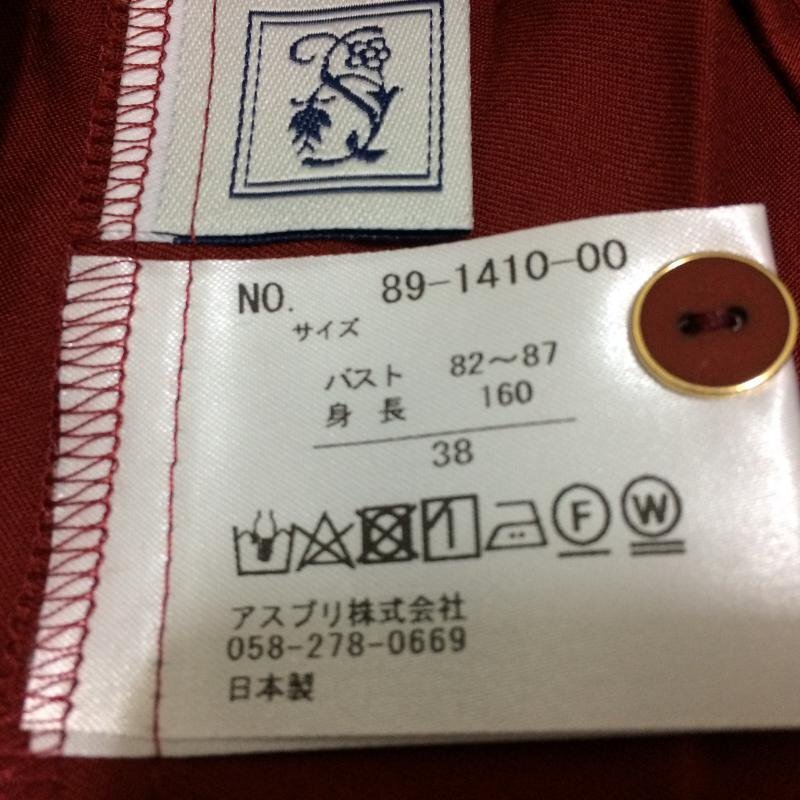 NO. 89-1410-00
サイズ
バスト 82〜87
身長 160
38
F W
アスブリ株式会社
058-278-0669
日本製